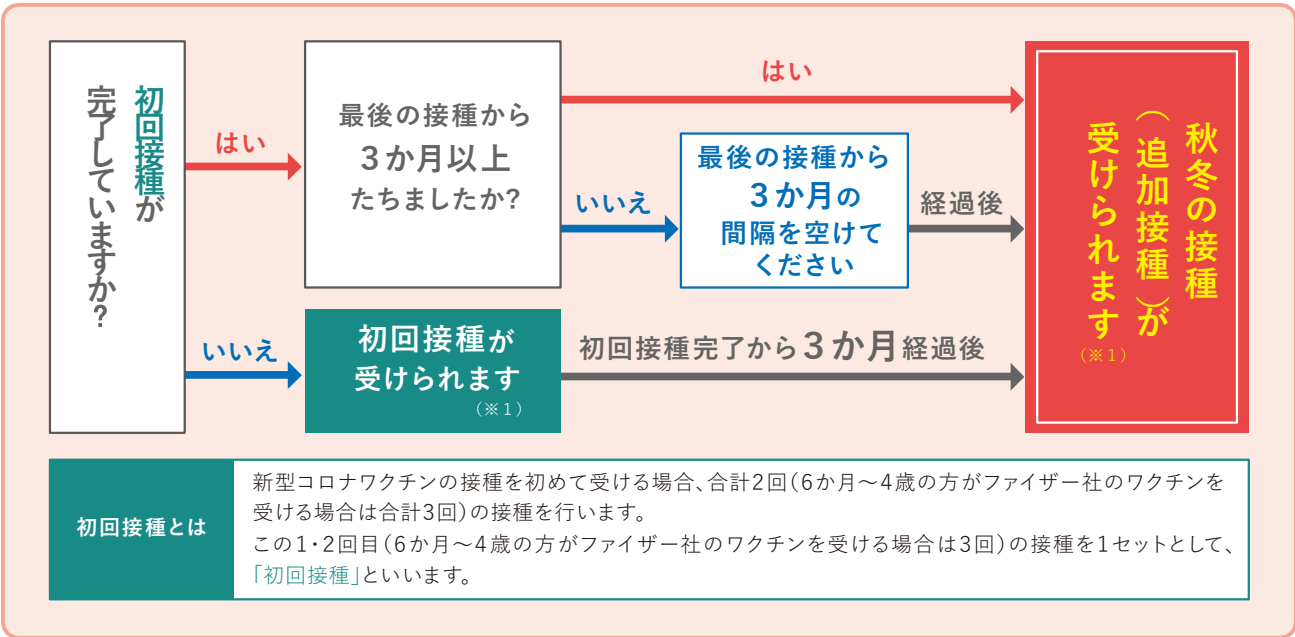 初回接種が
完了していますか?
はい
いいえ
最後の接種から
3か月以上
たちましたか?
はい
いいえ
最後の接種から
3か月の
間隔を空けて
ください
経過後
初回接種が
受けられます
(※1)
初回接種完了から3か月経過後
秋冬の接種
(追加接種)が
受けられます
(※1)
初回接種とは
新型コロナワクチンの接種を初めて受ける場合、合計2回(6か月～4歳の方がファイザー社のワクチンを
受ける場合は合計3回)の接種を行います。
この1・2回目(6か月～4歳の方がファイザー社のワクチンを受ける場合は3回)の接種を1セットとして、
「初回接種」といいます。